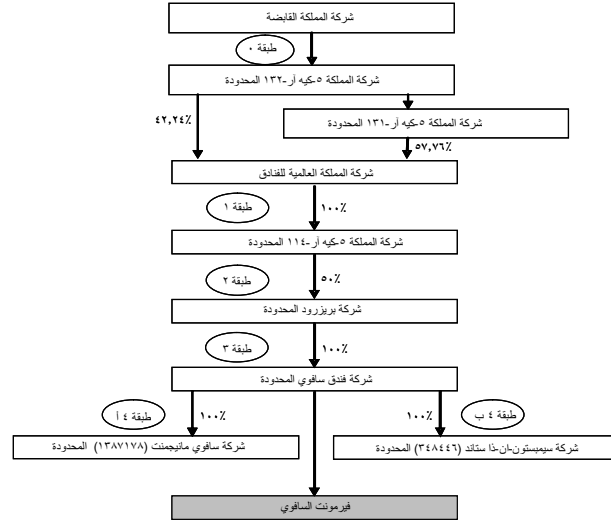 شركة المملكة القابضة
طبقة ٠
شركة المملكة ٥-كيه آر-١٣٢ المحدودة
٤٢,٢٤٪
شركة المملكة ٥-كيه آر-١٣١ المحدودة
٥٧,٧٦٪
شركة المملكة العالمية للفنادق
طبقة ١
١٠٠٪
شركة المملكة ٥-كيه آر-١١٤ المحدودة
طبقة ٢
٥٠٪
شركة بريزرود المحدودة
طبقة ٣
١٠٠٪
شركة فندق سافوي المحدودة
طبقة ٤ ب
١٠٠٪
١٠٠٪
طبقة ٤ أ
شركة سيمبستون-ان-ذا ستاند (٣٤٨٤٤٦) المحدودة
شركة سافوي مانيجمنت (١٣٨٧١٧٨) المحدودة
فيرمونت السافوي